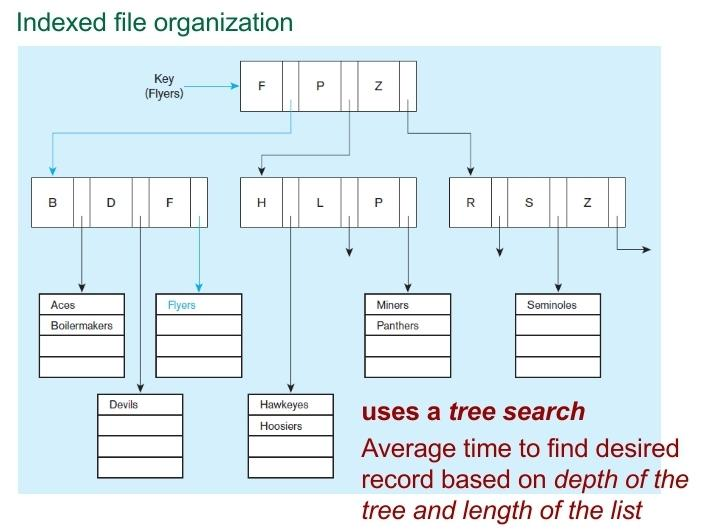 Indexed file organization
Key
(Flyers)
F P Z
B D F
H L P
R S Z
Aces
Boilermakers
Flyers
Miners
Panthers
Seminoles
Devils
Hawkeyes
Hoosiers
uses a tree search
Average time to find desired
record based on depth of the
tree and length of the list